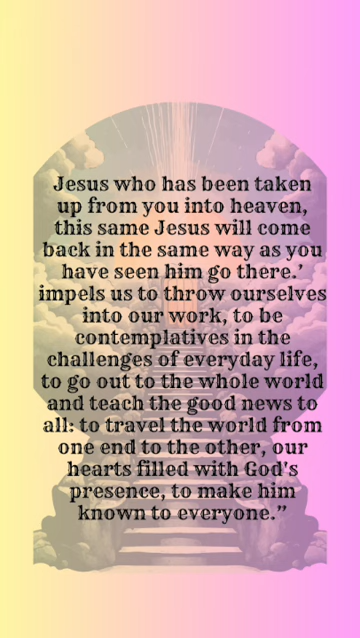 Jesus who has been taken
up from you into heaven,
this same Jesus will come
back in the same way as you
have seen him go there.’
impels us to throw ourselves
into our work, to be
contemplatives in the
challenges of everyday life,
to go out to the whole world
and teach the good news to
all: to travel the world from
one end to the other, our
hearts filled with God's
presence, to make him
known to everyone.”